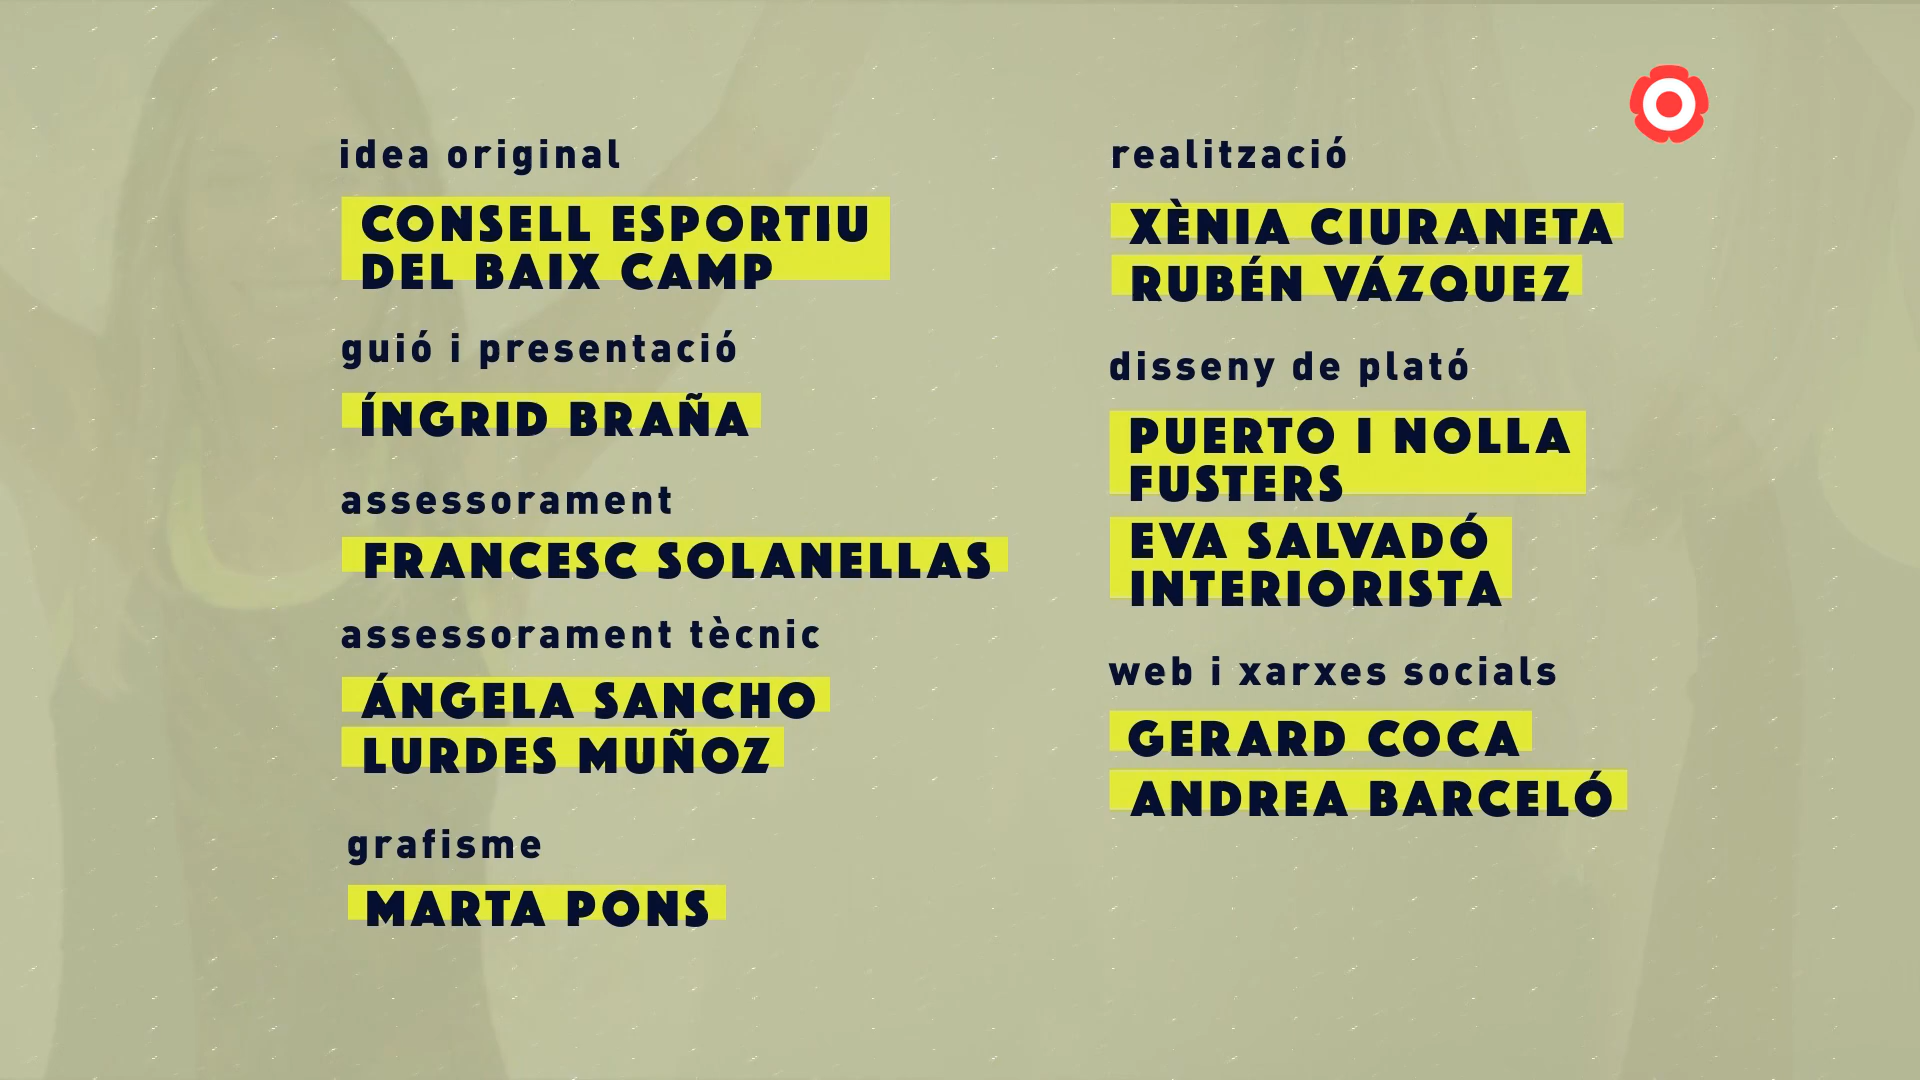 idea original
CONSELL ESPORTIU
DEL BAIX CAMP
guió i presentació
ÍNGRID BRAÑA
assessorament
FRANCESC SOLANELLAS
assessorament tècnic
ÁNGELA SANCHO
LURDES MUÑOZ
grafisme
MARTA PONS
realització
XÈNIA CIURANETA
RUBÉN VÁZQUEZ
disseny de plató
PUERTO I NOLLA
FUSTERS
EVA SALVADÓ
INTERIORISTA
web i xarxes socials
GERARD COCA
ANDREA BARCELÓ